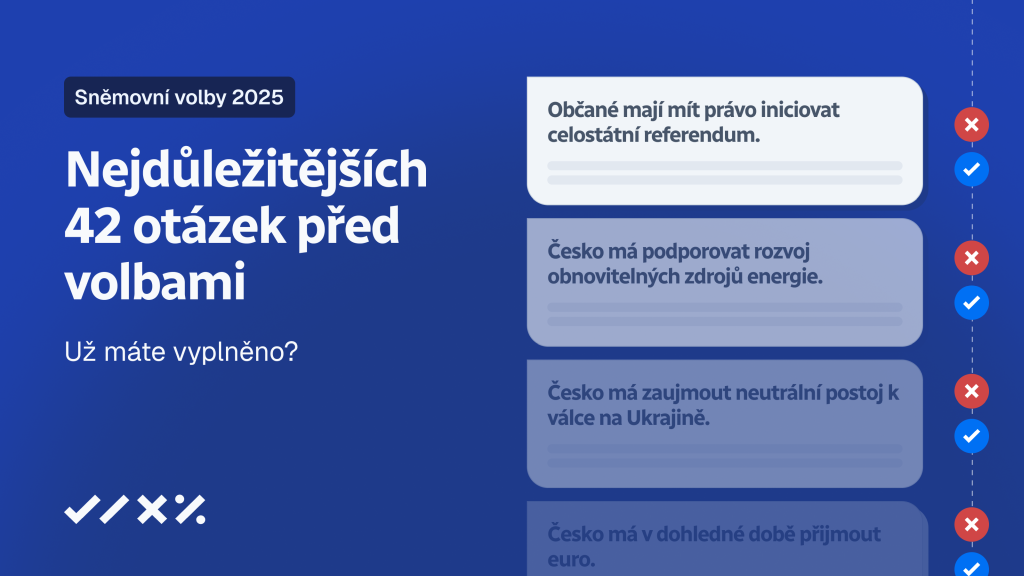 Sněmovní volby 2025
Nejdůležitějších
42 otázek před
volbami
Už máte vyplněno?
Občané mají mít právo iniciovat
celostátní referendum.
Česko má podporovat rozvoj
obnovitelných zdrojů energie.
Česko má zaujmout neutrální postoj k
válce na Ukrajině.
Česko má v dohledné době přijmout
euro.